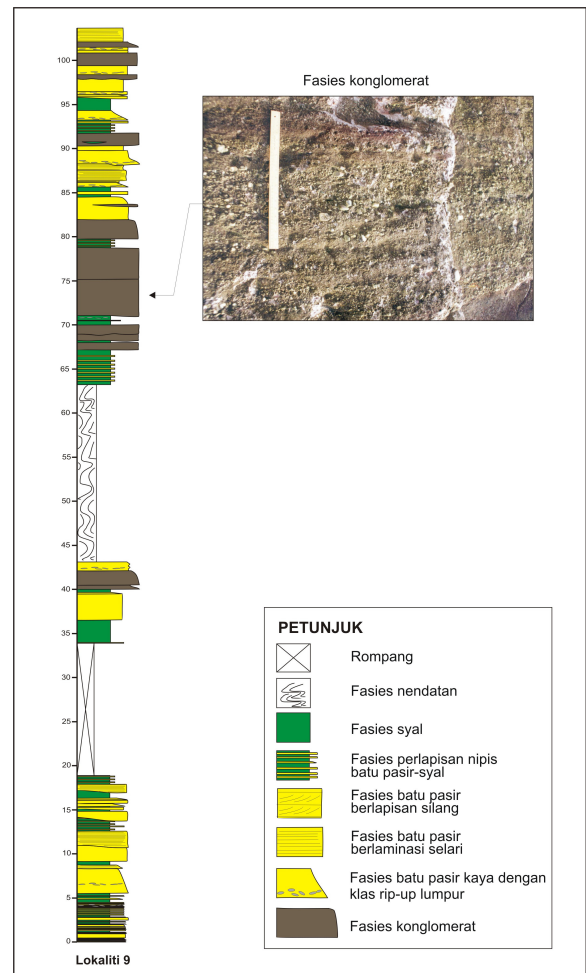 Fasies konglomerat
100
95
90
85
80
75
70
65
60
55
50
45
40
35
30
25
20
15
10
5
0
Lokaliti 9
PETUNJUK
Rompang
Fasies nendatan
Fasies syal
Fasies perlapisan nipis
batu pasir-syal
Fasies batu pasir
berlapisan silang
Fasies batu pasir
berlaminasi selari
Fasies batu pasir kaya dengan
klas rip-up lumpur
Fasies konglomerat